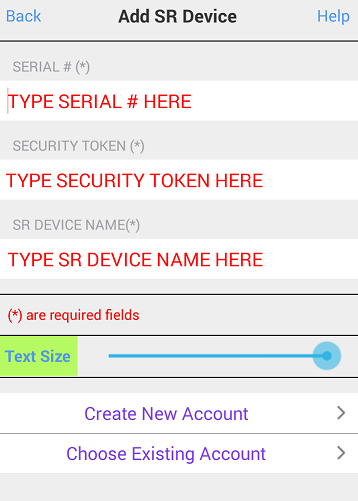 Back Add SR Device Help
SERIAL # (*)
TYPE SERIAL # HERE
SECURITY TOKEN (*)
TYPE SECURITY TOKEN HERE
SR DEVICE NAME(*)
TYPE SR DEVICE NAME HERE
(*) are required fields
Text Size
Create New Account
Choose Existing Account